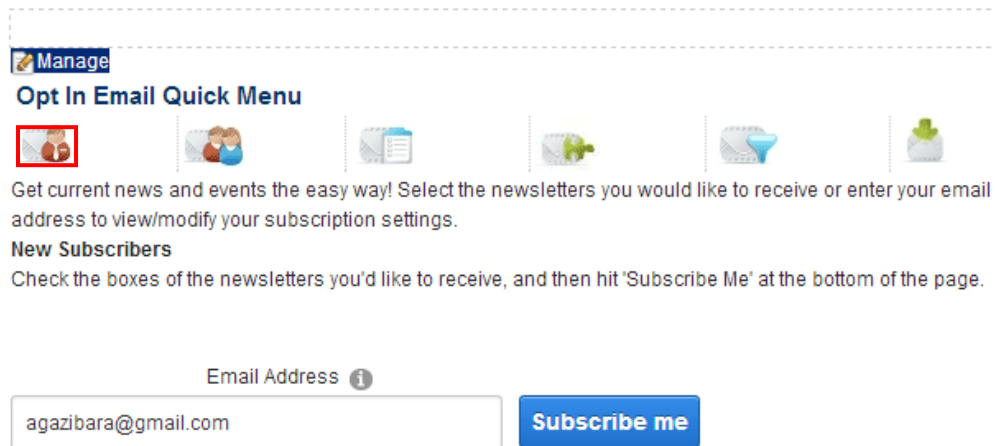 Manage
Opt In Email Quick Menu
Get current news and events the easy way! Select the newsletters you would like to receive or enter your email
address to view/modify your subscription settings.
New Subscribers
Check the boxes of the newsletters you'd like to receive, and then hit 'Subscribe Me' at the bottom of the page.
Email Address
agazibara@gmail.com
Subscribe me